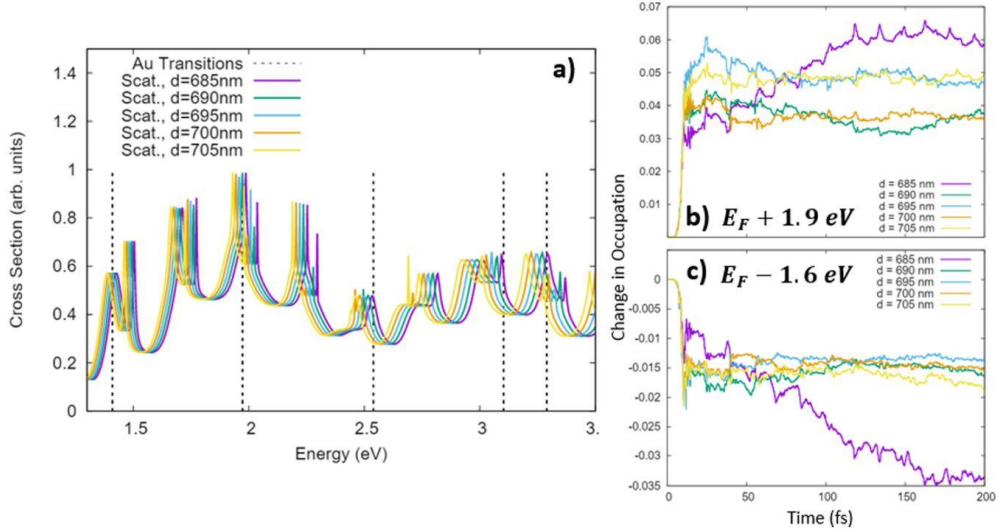 a)
Au Transitions
Scat., d=685nm
Scat., d=690nm
Scat., d=695nm
Scat., d=700nm
Scat., d=705nm
Cross Section (arb. units)
1.4
1.2
1
0.8
0.6
0.4
0.2
0
1.5
2
2.5
3
3.
Energy (eV)
Change in Occupation
0.07
0.06
0.05
0.04
0.03
0.02
0.01
d = 685 nm
d = 690 nm
d = 695 nm
d = 700 nm
d = 705 nm
b) E_F + 1.9 eV
c) E_F − 1.6 eV
d = 685 nm
d = 690 nm
d = 695 nm
d = 700 nm
d = 705 nm
0
-0.005
-0.01
-0.015
-0.02
-0.025
-0.03
-0.035
0
50
100
150
200
Time (fs)